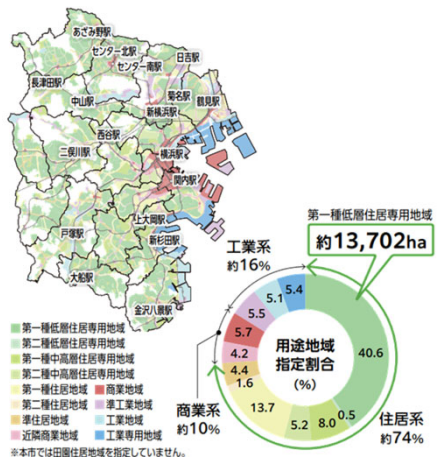 あざみ野駅
センター北駅
日吉駅
センター南駅
長津田駅
中山駅
菊名駅
鶴見駅
新横浜駅
西谷駅
二俣川駅
横浜駅
関内駅
上大岡駅
戸塚駅
新杉田駅
大船駅
金沢八景駅
第一種低層住居専用地域
約13,702ha
工業系
約16%
5.4
5.1
5.5
5.7
4.2
4.4
1.6
13.7
5.2
8.0
0.5
40.6
用途地域
指定割合
(%)
商業系
約10%
住居系
約74%
第一種低層住居専用地域
第二種低層住居専用地域
第一種中高層住居専用地域
第二種中高層住居専用地域
第一種住居地域 商業地域
第二種住居地域 準工業地域
準住居地域 工業地域
近隣商業地域 工業専用地域
※本市では田園住居地域を指定していません。